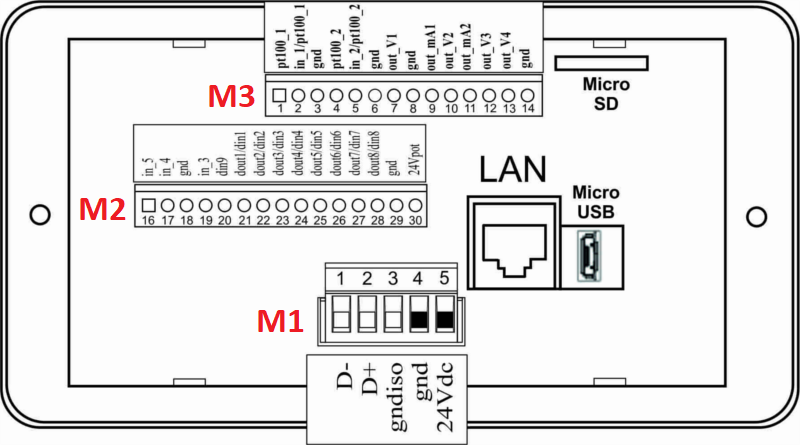 pt100_1
in_1/pt100_1
gnd
pt100_2
in_2/pt100_2
gnd
out_V1
gnd
out_mA1
out_V2
out_mA2
out_V3
out_V4
gnd
M3
1 2 3 4 5 6 7 8 9 10 11 12 13 14
Micro
SD
in_5
in_4
gnd
in_3
din9
dout1/din1
dout2/din2
dout3/din3
dout4/din4
dout5/din5
dout6/din6
dout7/din7
dout8/din8
gnd
24Vpot
M2
16 17 18 19 20 21 22 23 24 25 26 27 28 29 30
LAN
Micro
USB
1 2 3 4 5
M1
D-
D+
gndiso
gnd
24Vdc